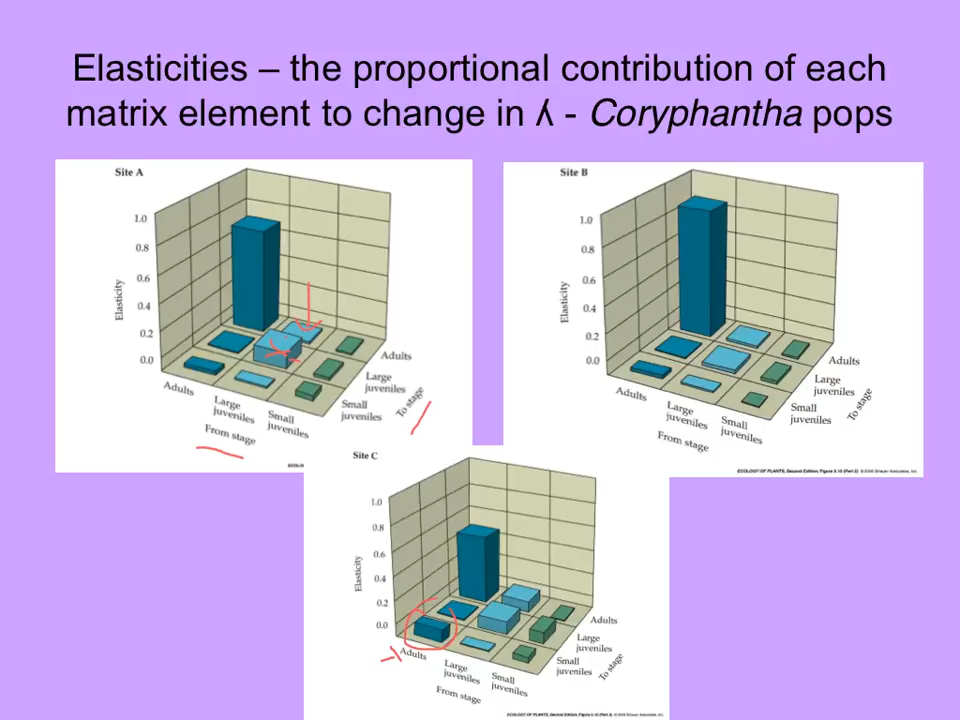 Elasticities – the proportional contribution of each
matrix element to change in ʎ - Coryphantha pops
Site A
1.0
0.8
0.6
0.4
0.2
0.0
Elasticity
Adults
Large
juveniles
Small
juveniles
From stage
Adults
Large
juveniles
Small
juveniles
To stage
Site B
1.0
0.8
0.6
0.4
0.2
0.0
Elasticity
Adults
Large
juveniles
Small
juveniles
From stage
Adults
Large
juveniles
Small
juveniles
To stage
ECOLOGY OF PLANTS, Second Edition, Figure 5.10 (Part 2) © 2006 Sinauer Associates, Inc.
Site C
1.0
0.8
0.6
0.4
0.2
0.0
Elasticity
Adults
Large
juveniles
Small
juveniles
From stage
Adults
Large
juveniles
Small
juveniles
To stage